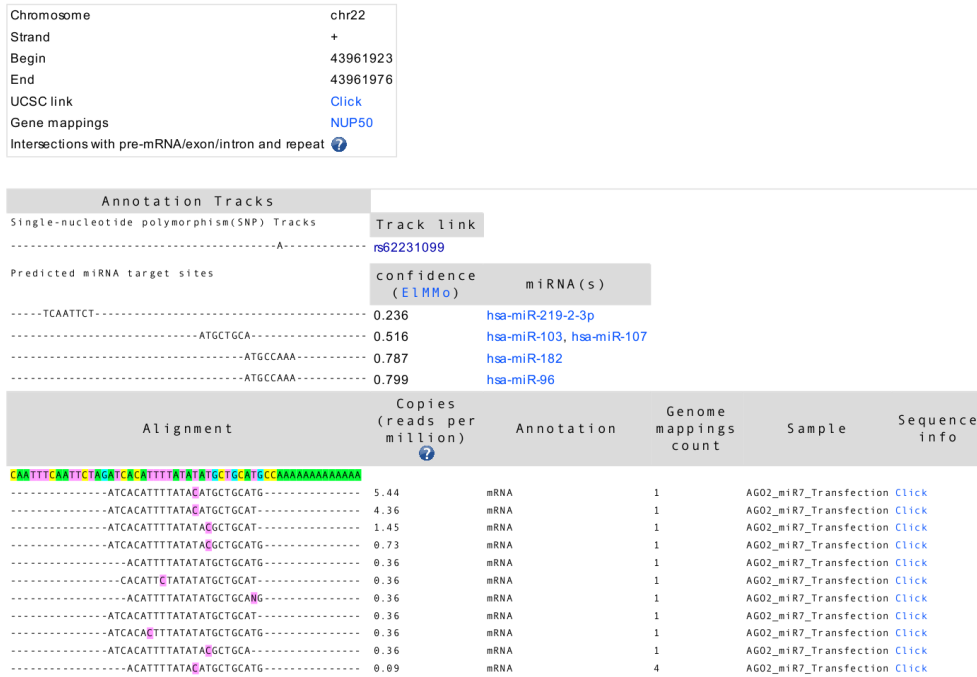 Chromosome chr22
Strand +
Begin 43961923
End 43961976
UCSC link Click
Gene mappings NUP50
Intersections with pre-mRNA/exon/intron and repeat ?
Annotation Tracks
Single-nucleotide polymorphism(SNP) Tracks Track link
-----------------------------------------A------------ rs62231099
Predicted miRNA target sites confidence (ElMMo) miRNA(s)
-----TCAATTCT----------------------------------------- 0.236 hsa-miR-219-2-3p
-----------------------------ATGCTGCA----------------- 0.516 hsa-miR-103, hsa-miR-107
------------------------------------ATGCCAAA---------- 0.787 hsa-miR-182
------------------------------------ATGCCAAA---------- 0.799 hsa-miR-96
Alignment Copies (reads per million) ? Annotation Genome mappings count Sample Sequence info
CAATTTCAATTCTAGATCACATTTTATATATGCTGCATGCCAAAAAAAAAAAAA
---------------ATCACATTTTATACATGCTGCATG--------------- 5.44 mRNA 1 AGO2_miR7_Transfection Click
---------------ATCACATTTTATACATGCTGCAT---------------- 4.36 mRNA 1 AGO2_miR7_Transfection Click
---------------ATCACATTTTATATACGCTGCAT---------------- 1.45 mRNA 1 AGO2_miR7_Transfection Click
---------------ATCACATTTTATATACGCTGCATG--------------- 0.73 mRNA 1 AGO2_miR7_Transfection Click
------------------ACATTTTATATATGCTGCATG--------------- 0.36 mRNA 1 AGO2_miR7_Transfection Click
-----------------CACATTCTATATATGCTGCAT---------------- 0.36 mRNA 1 AGO2_miR7_Transfection Click
------------------ACATTTTATATATGCTGCANG--------------- 0.36 mRNA 1 AGO2_miR7_Transfection Click
---------------ATCACATTTTATATATGCTGCAT---------------- 0.36 mRNA 1 AGO2_miR7_Transfection Click
---------------ATCACACTTTATATATGCTGCATG--------------- 0.36 mRNA 1 AGO2_miR7_Transfection Click
---------------ATCACATTTTATATACGCTGCA----------------- 0.36 mRNA 1 AGO2_miR7_Transfection Click
------------------ACATTTTATACATGCTGCATG--------------- 0.09 mRNA 4 AGO2_miR7_Transfection Click